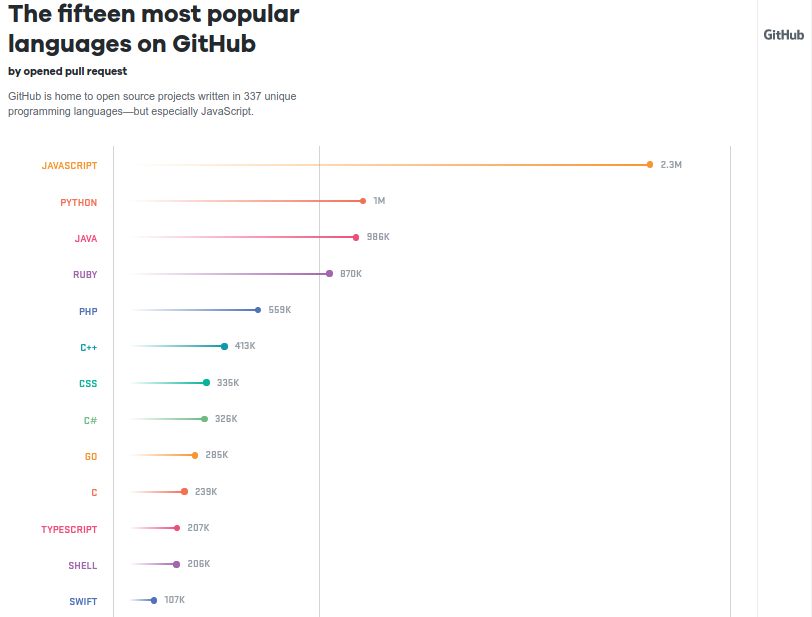 The fifteen most popular
languages on GitHub
GitHub
by opened pull request
GitHub is home to open source projects written in 337 unique
programming languages—but especially JavaScript.
JAVASCRIPT 2.3M
PYTHON 1M
JAVA 986K
RUBY 870K
PHP 559K
C++ 413K
CSS 335K
C# 326K
GO 285K
C 239K
TYPESCRIPT 207K
SHELL 206K
SWIFT 107K